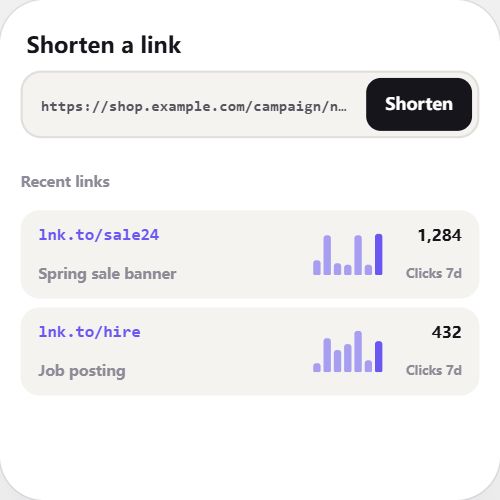 Shorten a link
https://shop.example.com/campaign/n…
Shorten
Recent links
lnk.to/sale24
1,284
Spring sale banner
Clicks 7d
lnk.to/hire
432
Job posting
Clicks 7d